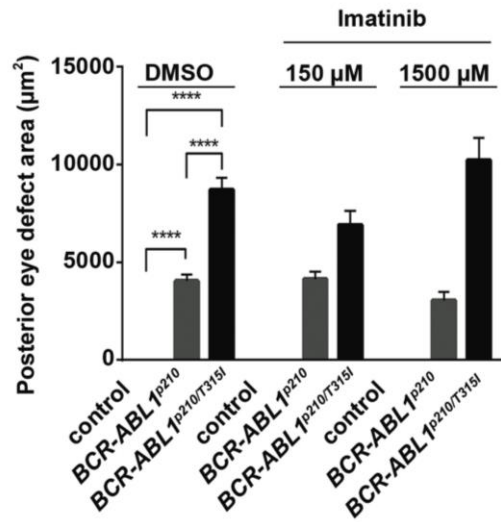 Imatinib
DMSO
150 µM
1500 µM
****
****
****
Posterior eye defect area (µm²)
15000
10000
5000
0
control
BCR-ABL1ᵖ²¹⁰
BCR-ABL1ᵖ²¹⁰/ᵀ³¹⁵ᴵ
control
BCR-ABL1ᵖ²¹⁰
BCR-ABL1ᵖ²¹⁰/ᵀ³¹⁵ᴵ
control
BCR-ABL1ᵖ²¹⁰
BCR-ABL1ᵖ²¹⁰/ᵀ³¹⁵ᴵ